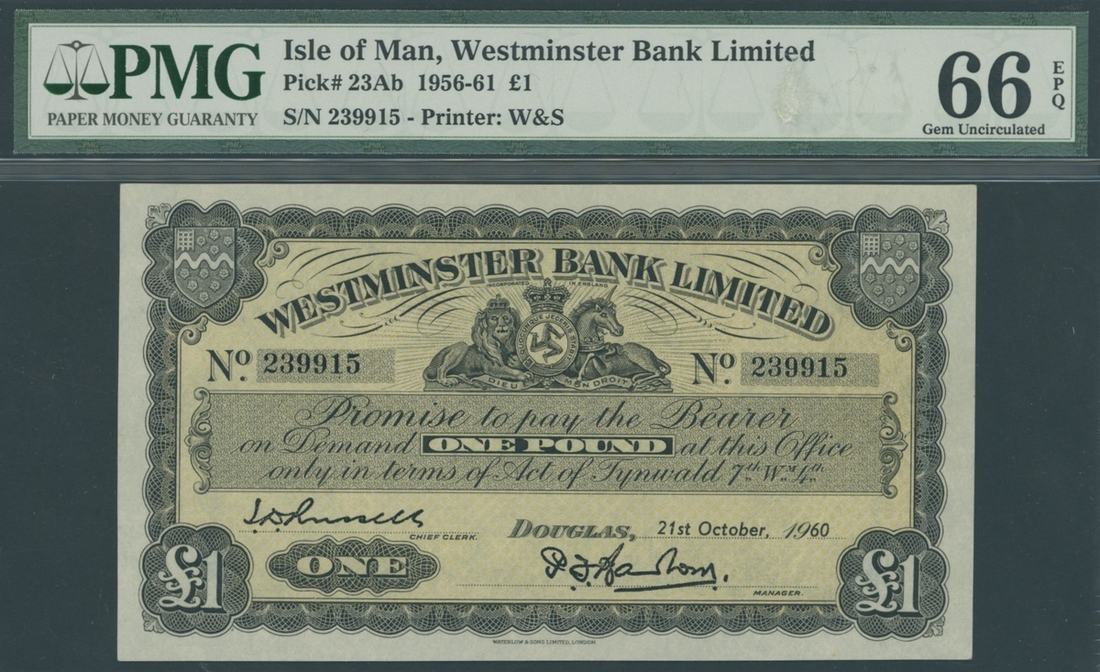 PMG
PAPER MONEY GUARANTY
Isle of Man, Westminster Bank Limited
Pick# 23Ab 1956-61 £1
S/N 239915 - Printer: W&S
66
EPQ
Gem Uncirculated
WESTMINSTER BANK LIMITED
INCORPORATED IN ENGLAND
QUOCUNQUE JECERIS STABIT
Nº. 239915
Nº. 239915
DIEU MON DROIT
Promise to pay the Bearer
on Demand ONE POUND at this Office
only in terms of Act of Tynwald 7th. Wm. 4th.
CHIEF CLERK.
DOUGLAS, 21st October, 1960
£1
ONE
MANAGER.
£1
WATERLOW & SONS LIMITED, LONDON.